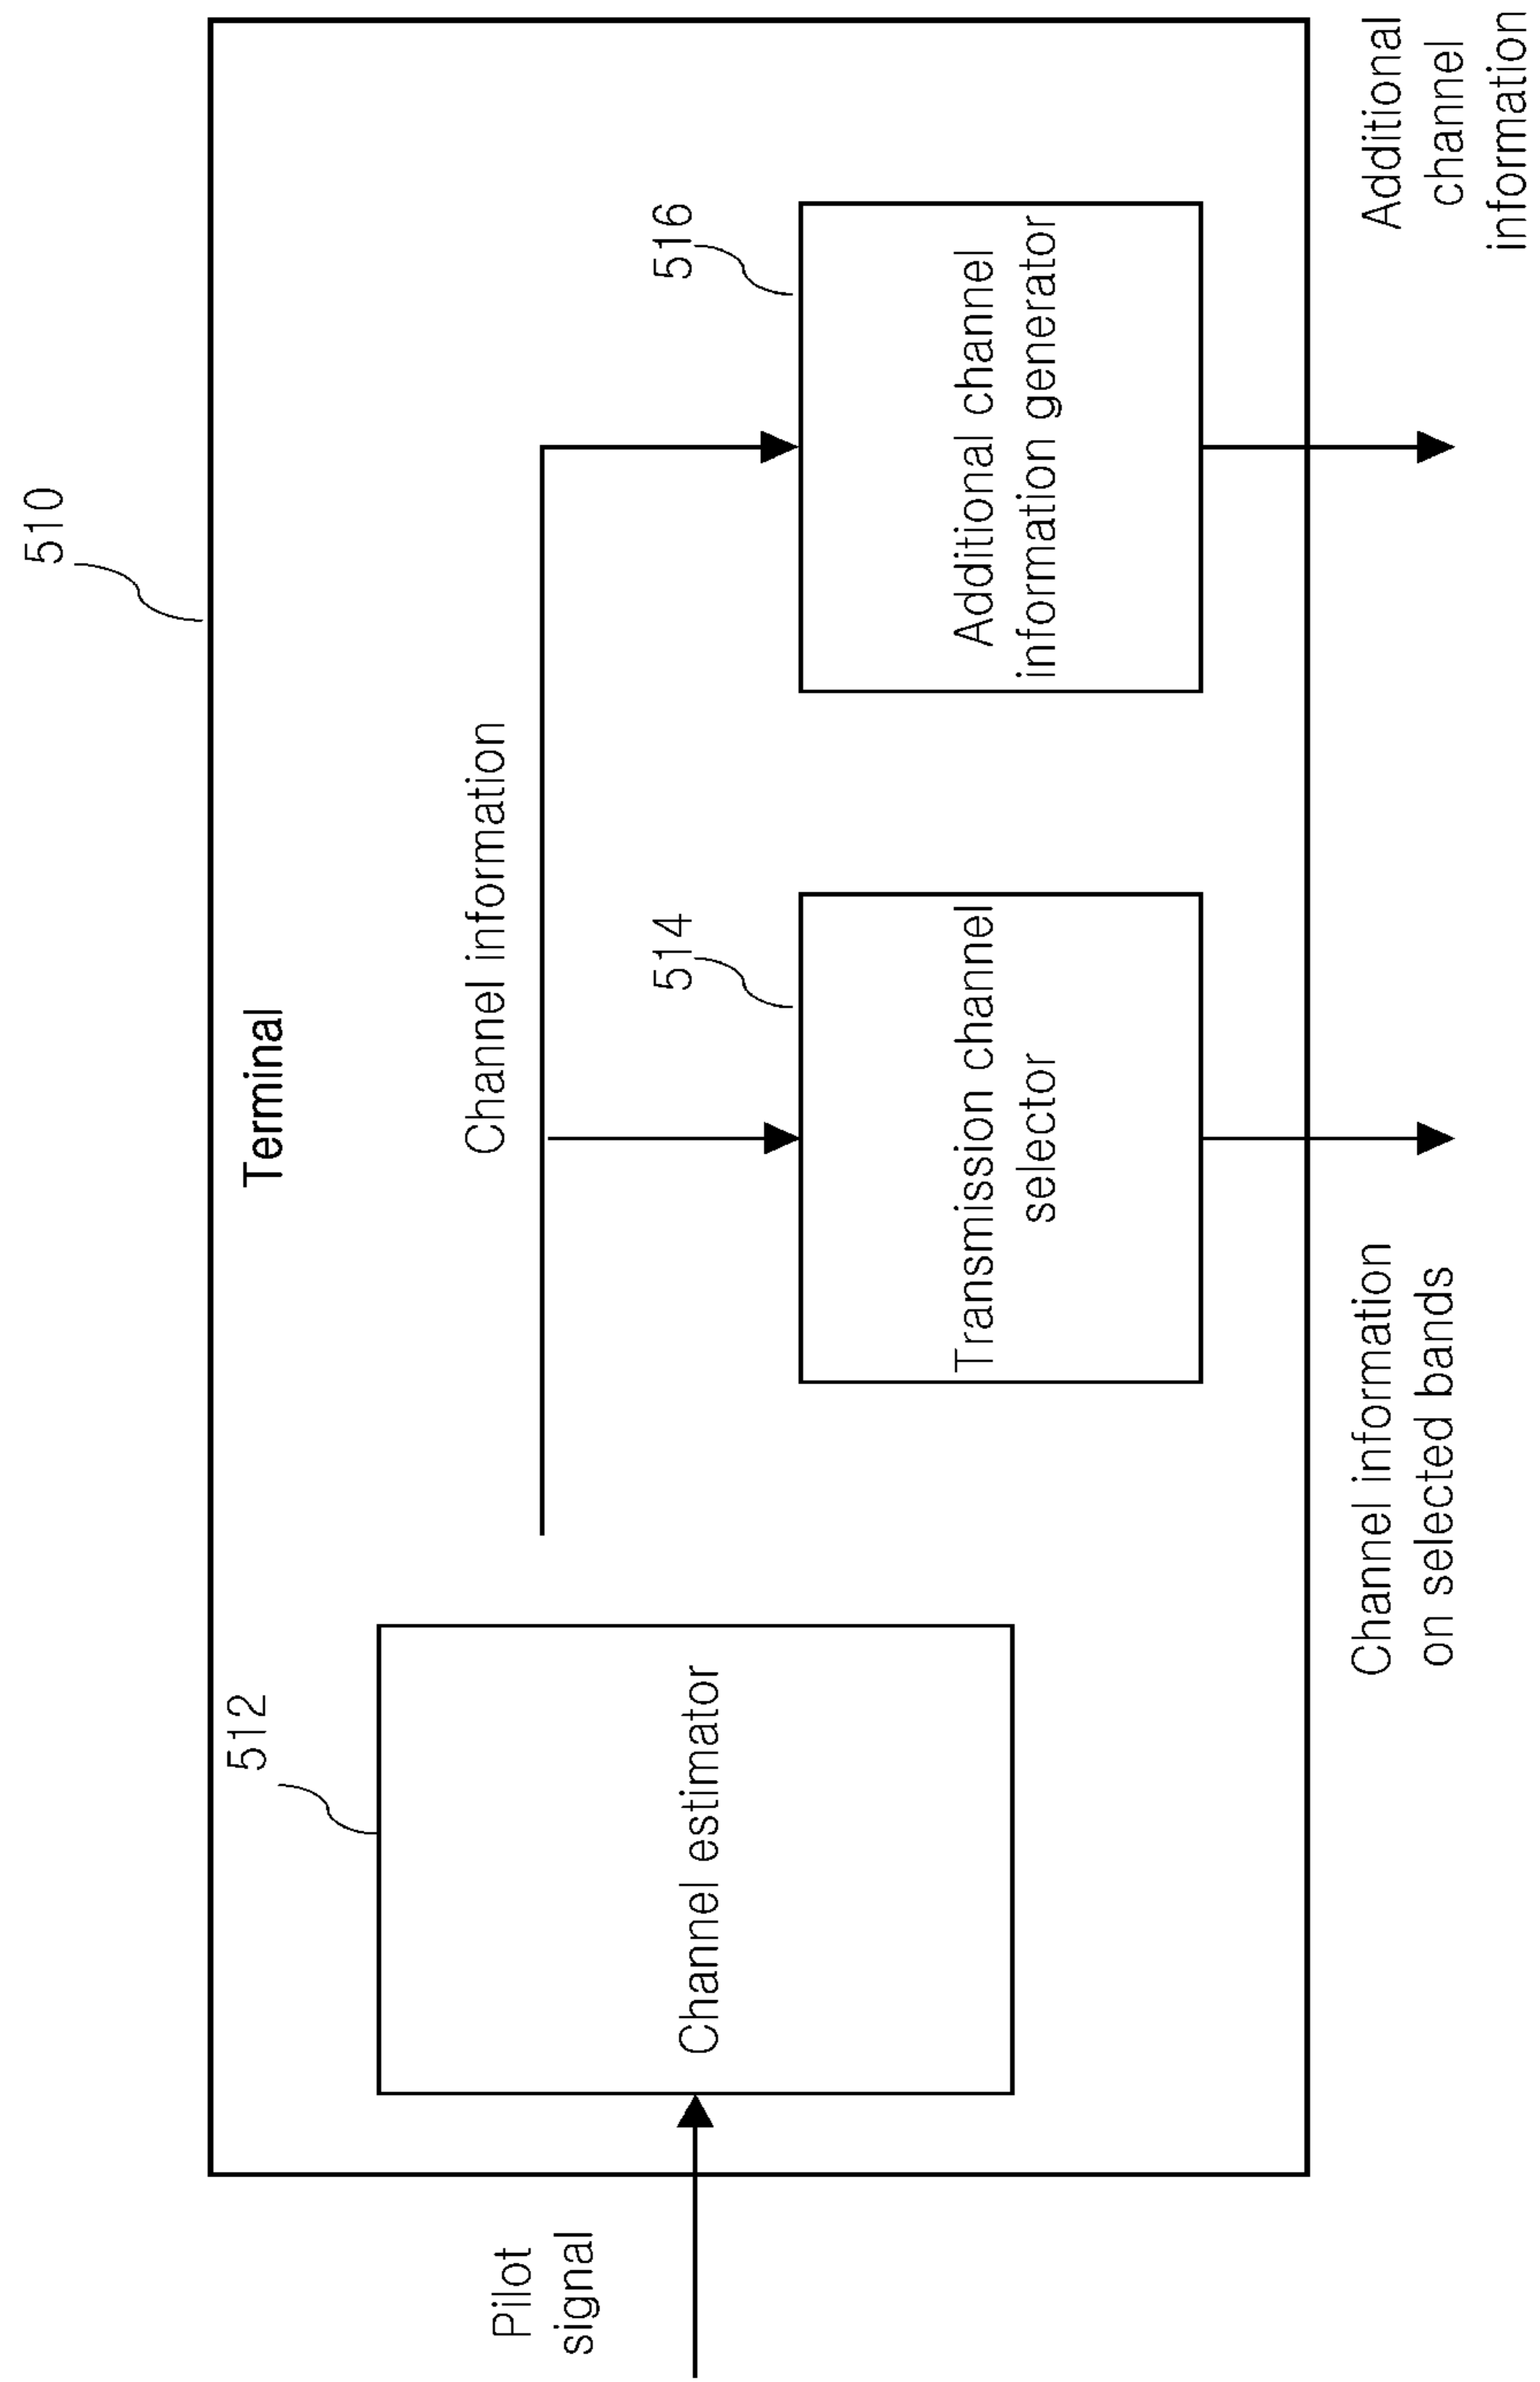 510
Terminal
512
Pilot
signal
Channel estimator
Channel information
514
Transmission channel
selector
516
Additional channel
information generator
Channel information
on selected bands
Additional
channel
information